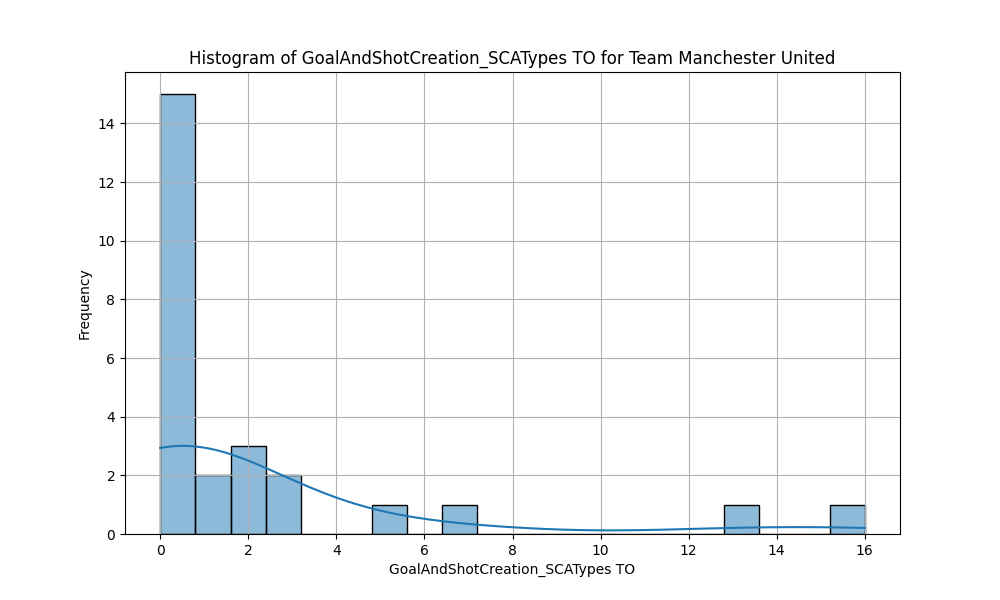 Histogram of GoalAndShotCreation_SCATypes TO for Team Manchester United
14
12
10
8
6
4
2
0
Frequency
0 2 4 6 8 10 12 14 16
GoalAndShotCreation_SCATypes TO